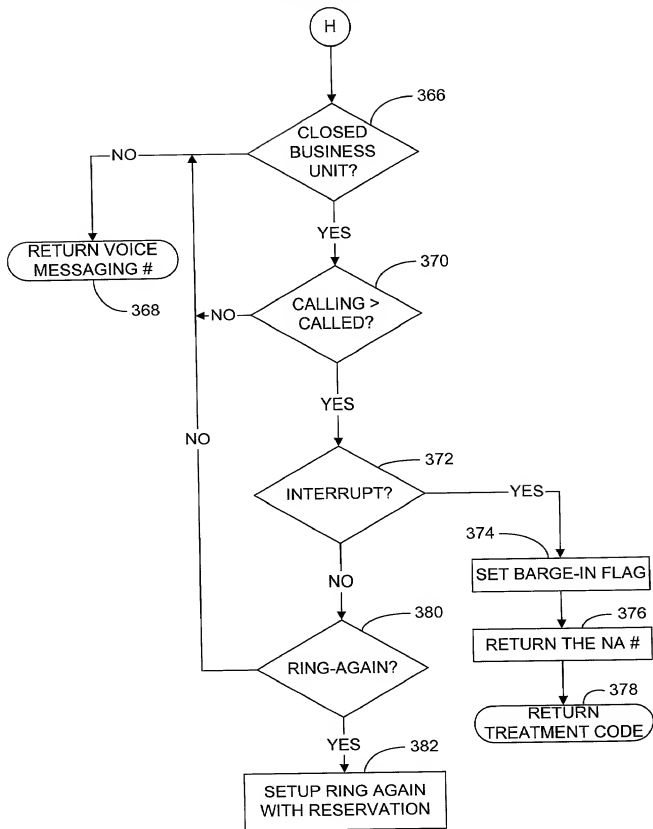 H
366
CLOSED
BUSINESS
UNIT?
NO
YES
RETURN VOICE
MESSAGING #
368
370
CALLING >
CALLED?
NO
YES
NO
372
INTERRUPT?
YES
374
NO
SET BARGE-IN FLAG
380
376
RETURN THE NA #
RING-AGAIN?
378
RETURN
TREATMENT CODE
YES
382
SETUP RING AGAIN
WITH RESERVATION